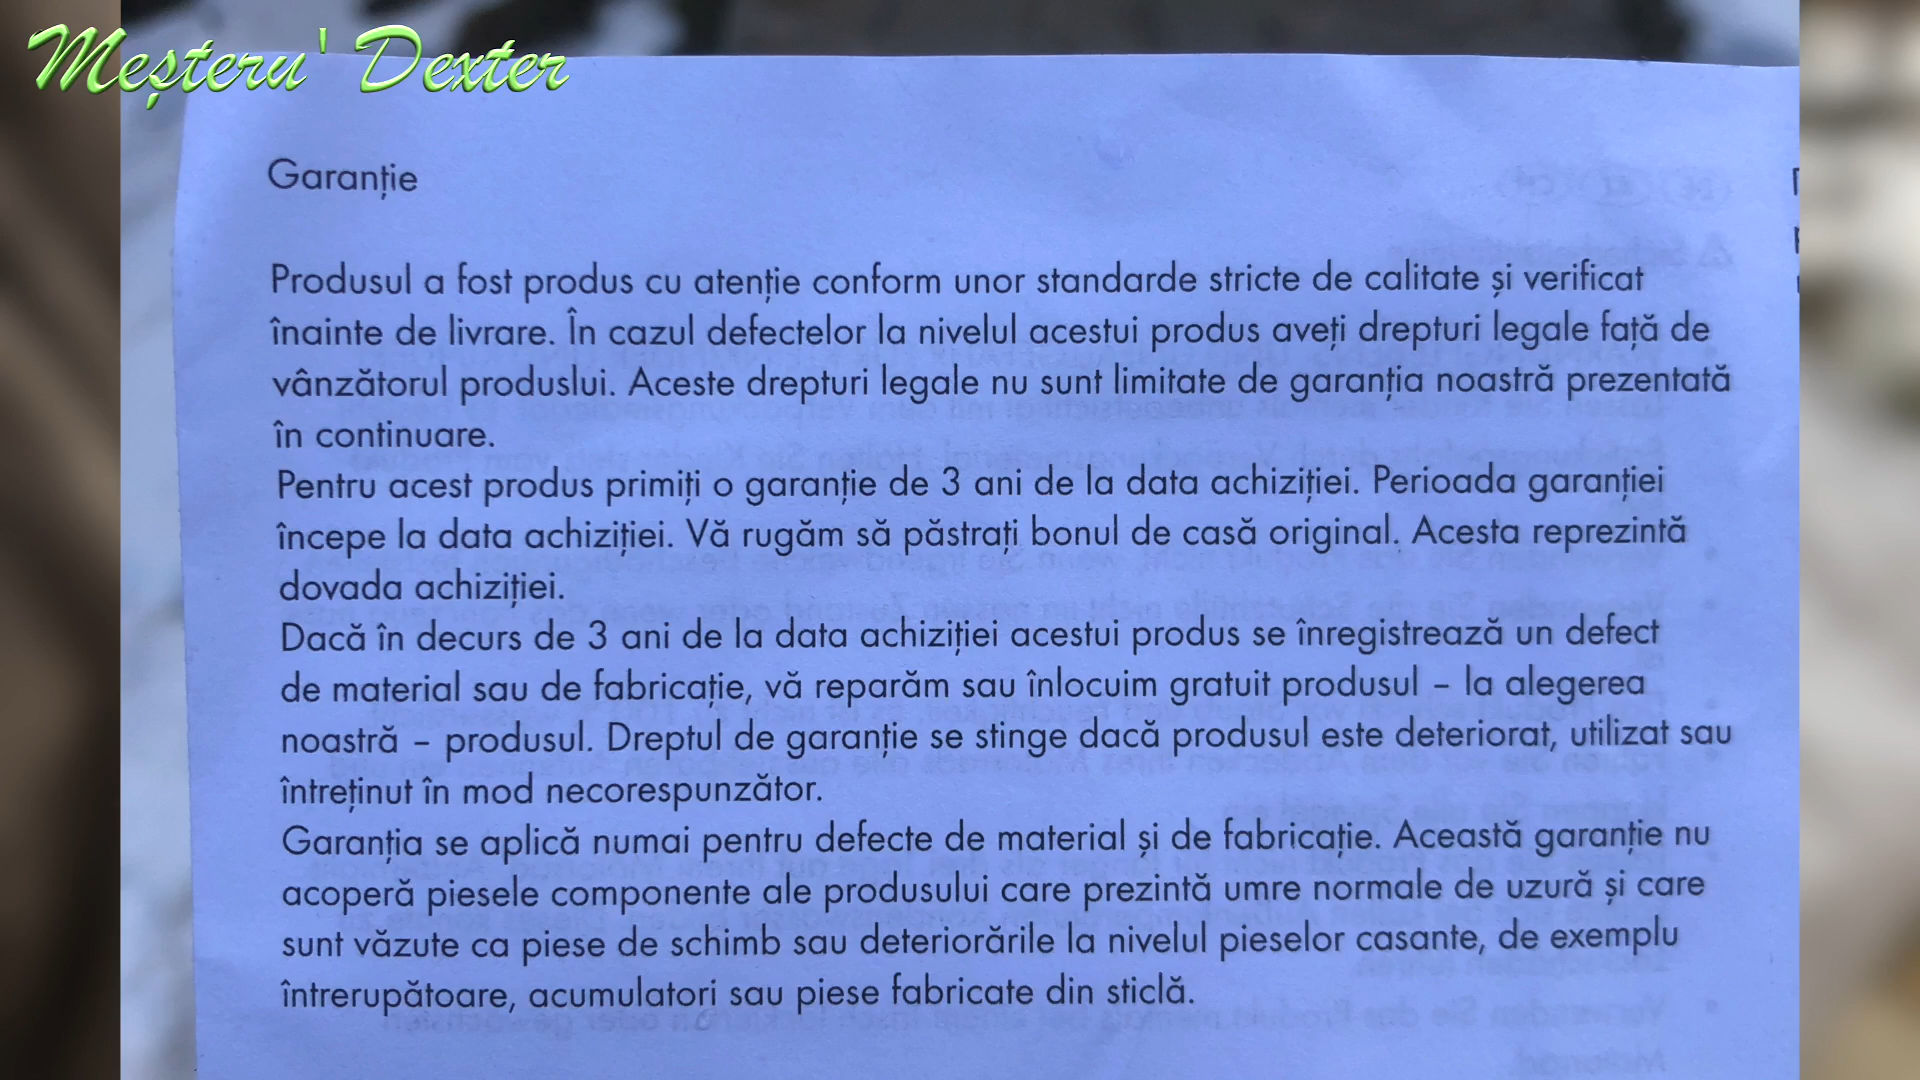 Meșteru' Dexter
Garanție
Produsul a fost produs cu atenție conform unor standarde stricte de calitate și verificat
înainte de livrare. În cazul defectelor la nivelul acestui produs aveți drepturi legale față de
vânzătorul produslui. Aceste drepturi legale nu sunt limitate de garanția noastră prezentată
în continuare.
Pentru acest produs primiți o garanție de 3 ani de la data achiziției. Perioada garanției
începe la data achiziției. Vă rugăm să păstrați bonul de casă original. Acesta reprezintă
dovada achiziției.
Dacă în decurs de 3 ani de la data achiziției acestui produs se înregistrează un defect
de material sau de fabricație, vă reparăm sau înlocuim gratuit produsul – la alegerea
noastră – produsul. Dreptul de garanție se stinge dacă produsul este deteriorat, utilizat sau
întreținut în mod necorespunzător.
Garanția se aplică numai pentru defecte de material și de fabricație. Această garanție nu
acoperă piesele componente ale produsului care prezintă umre normale de uzură și care
sunt văzute ca piese de schimb sau deteriorările la nivelul pieselor casante, de exemplu
întrerupătoare, acumulatori sau piese fabricate din sticlă.